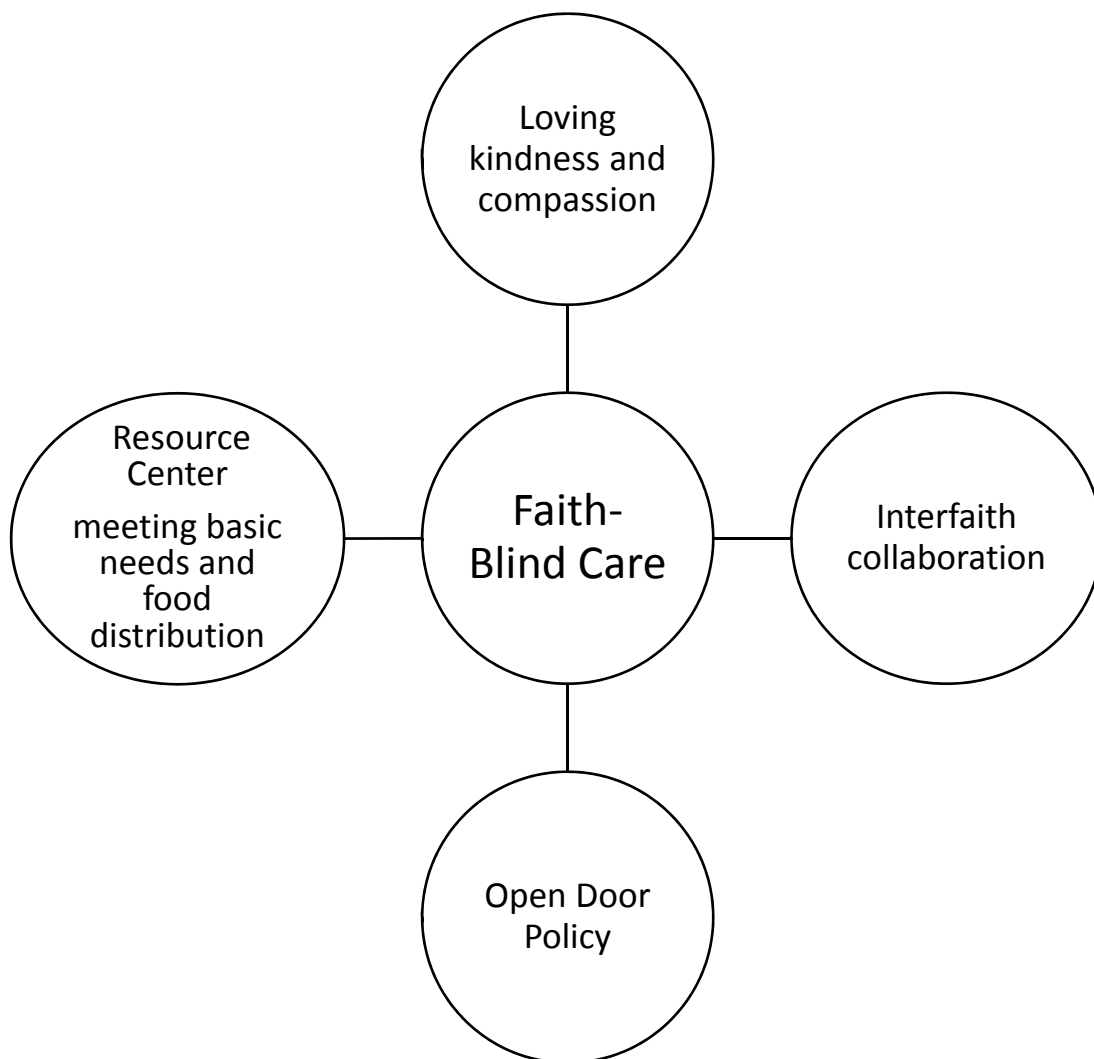 Loving
kindness and
compassion
Resource
Center
meeting basic
needs and
food
distribution
Faith-
Blind Care
Interfaith
collaboration
Open Door
Policy